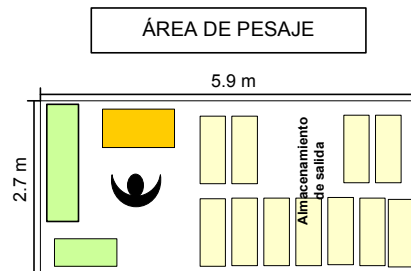 ÁREA DE PESAJE
5.9 m
2.7 m
Almacenamiento
de salida